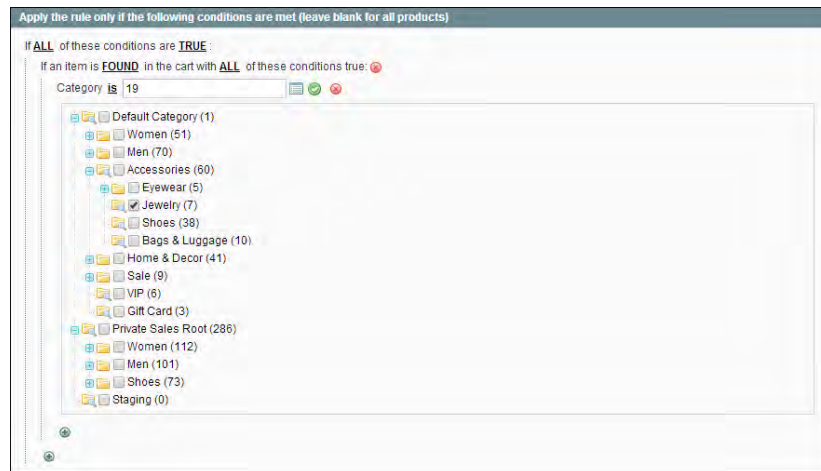 Apply the rule only if the following conditions are met (leave blank for all products)
If ALL of these conditions are TRUE :
If an item is FOUND in the cart with ALL of these conditions true:
Category is 19
Default Category (1)
Women (51)
Men (70)
Accessories (60)
Eyewear (5)
Jewelry (7)
Shoes (38)
Bags & Luggage (10)
Home & Decor (41)
Sale (9)
VIP (6)
Gift Card (3)
Private Sales Root (286)
Women (112)
Men (101)
Shoes (73)
Staging (0)